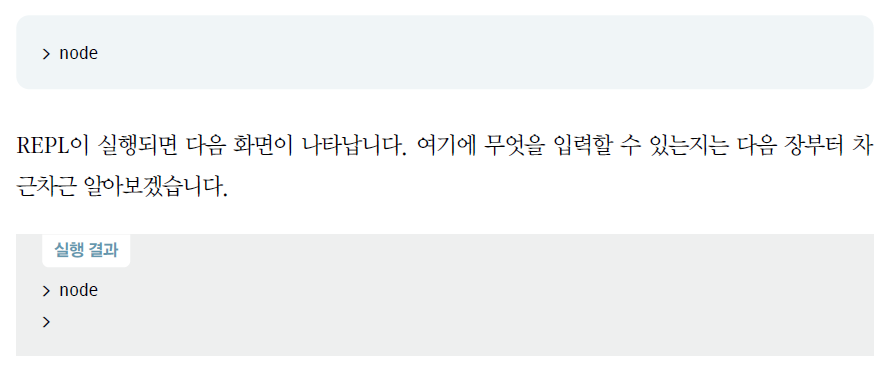 > node
REPL이 실행되면 다음 화면이 나타납니다. 여기에 무엇을 입력할 수 있는지는 다음 장부터 차
근차근 알아보겠습니다.
실행 결과
> node
>